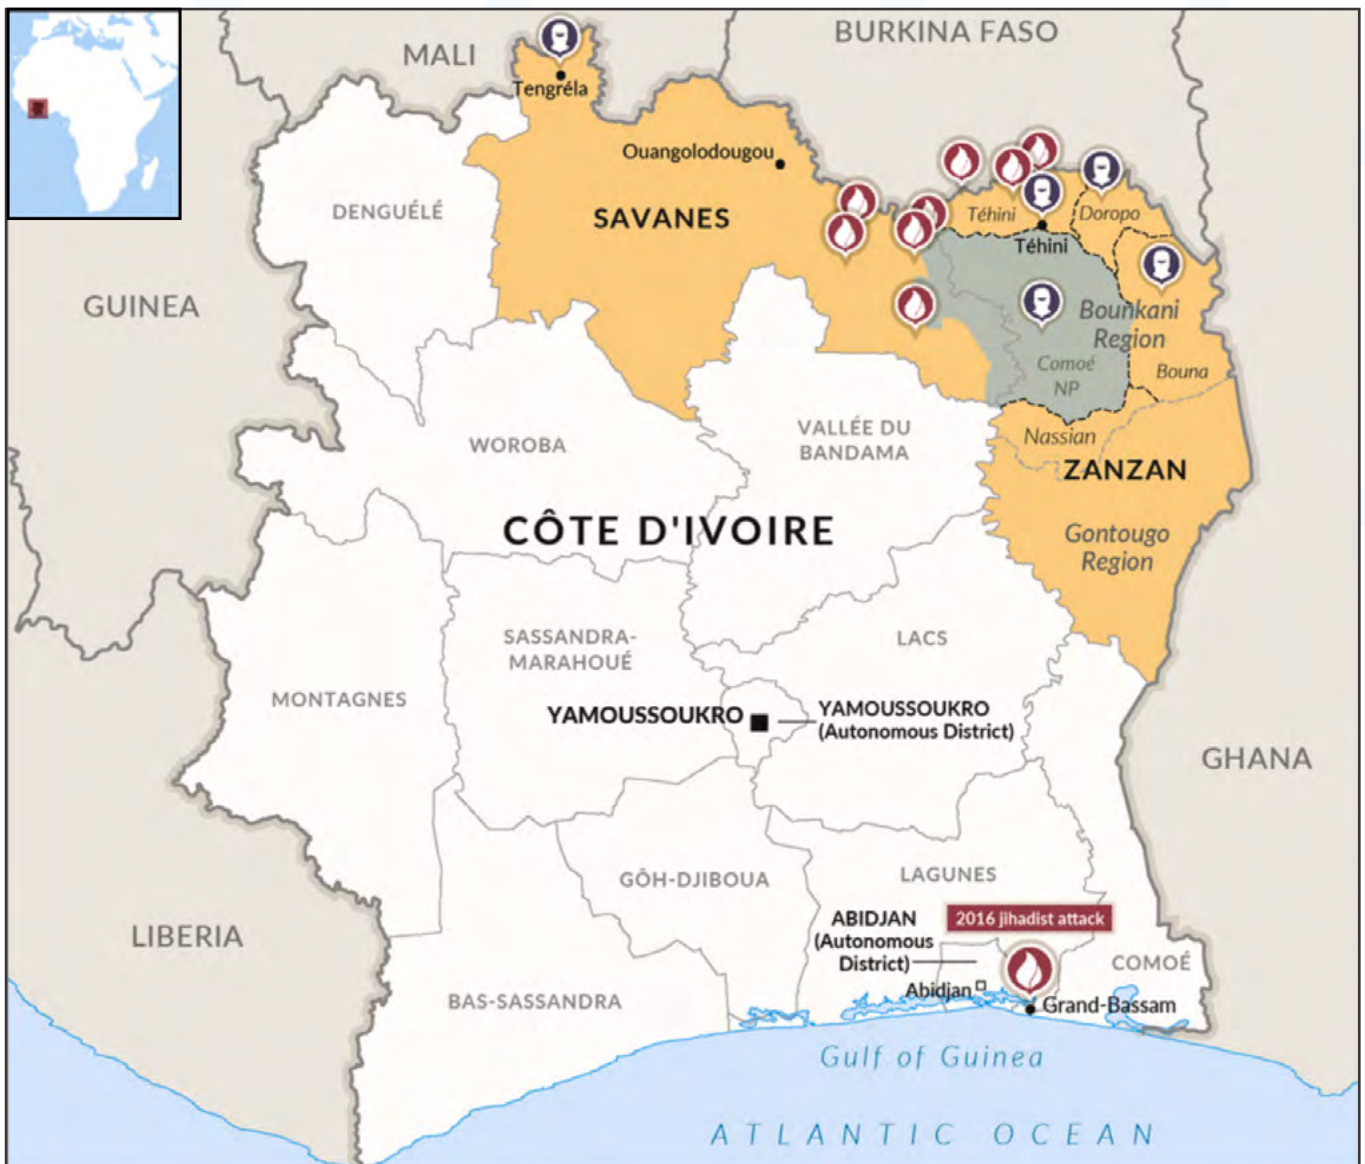 MALI
BURKINA FASO
Tengréla
Ouangolodougou
DENGUÉLÉ
SAVANES
Téhini
Doropo
Téhini
GUINEA
Bounkani
Region
Comoé
NP
Bouna
Nassian
WOROBA
VALLÉE DU
BANDAMA
ZANZAN
CÔTE D'IVOIRE
Gontougo
Region
SASSANDRA-
MARAHOUÉ
LACS
MONTAGNES
YAMOUSSOUKRO
YAMOUSSOUKRO
(Autonomous District)
GHANA
GÔH-DJIBOUA
LAGUNES
LIBERIA
ABIDJAN
(Autonomous
District)
2016 jihadist attack
COMOÉ
Abidjan
BAS-SASSANDRA
Grand-Bassam
Gulf of Guinea
ATLANTIC OCEAN